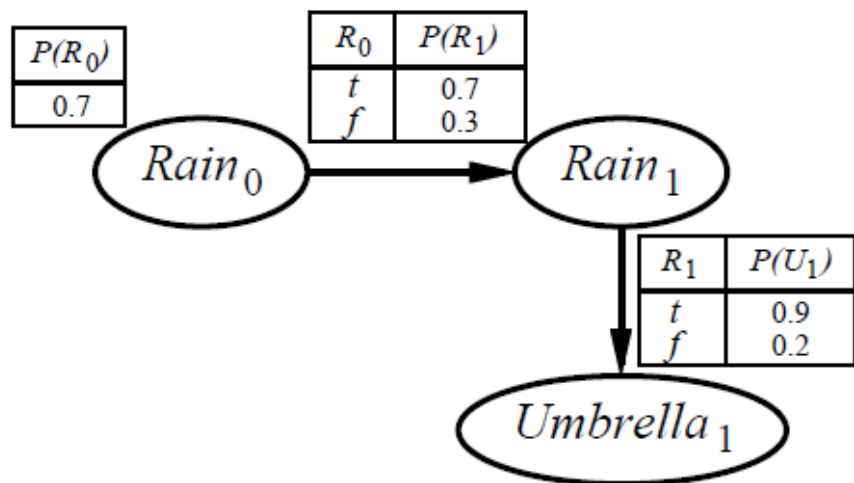 P(R0)
0.7
R0 P(R1)
t 0.7
f 0.3
Rain0
Rain1
R1 P(U1)
t 0.9
f 0.2
Umbrella1